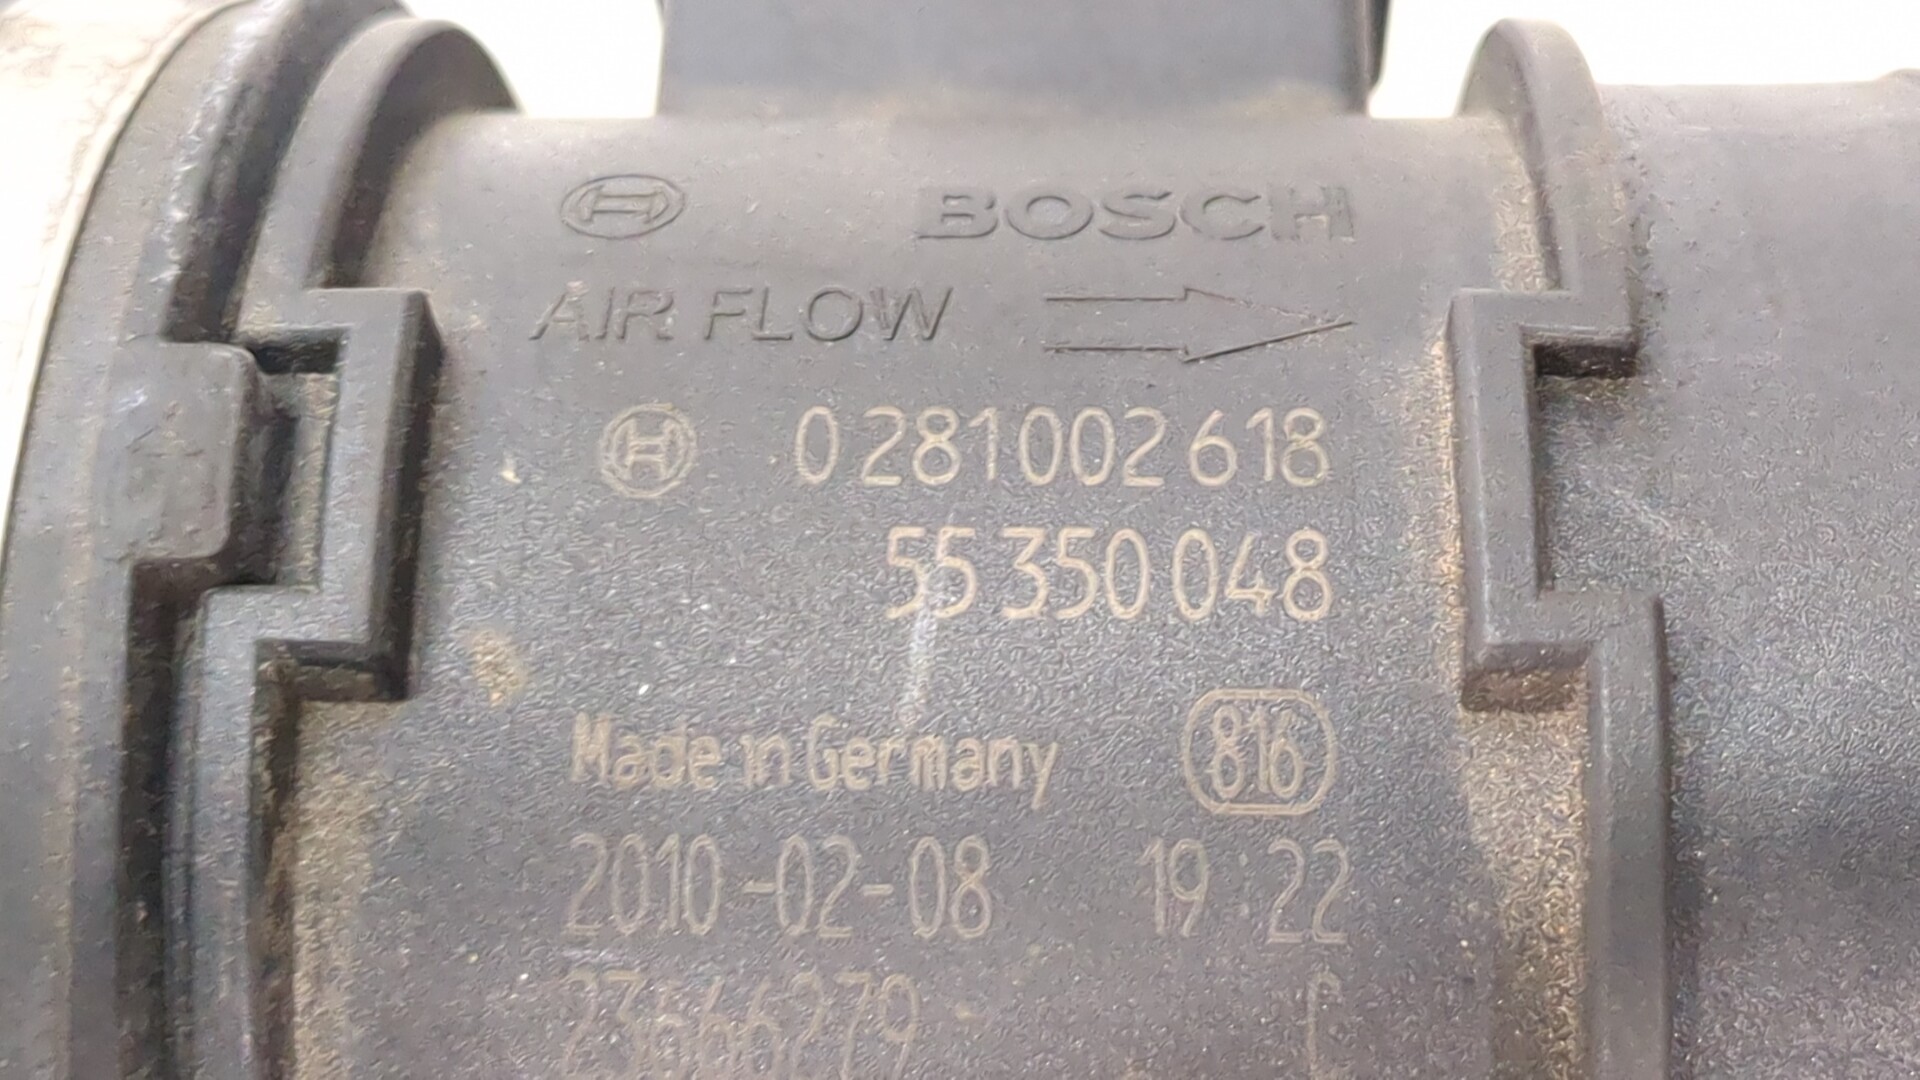 BOSCH
AIR FLOW
0 281 002 618
55 350 048
Made in Germany 816
2010-02-08 19 22
23666279- C